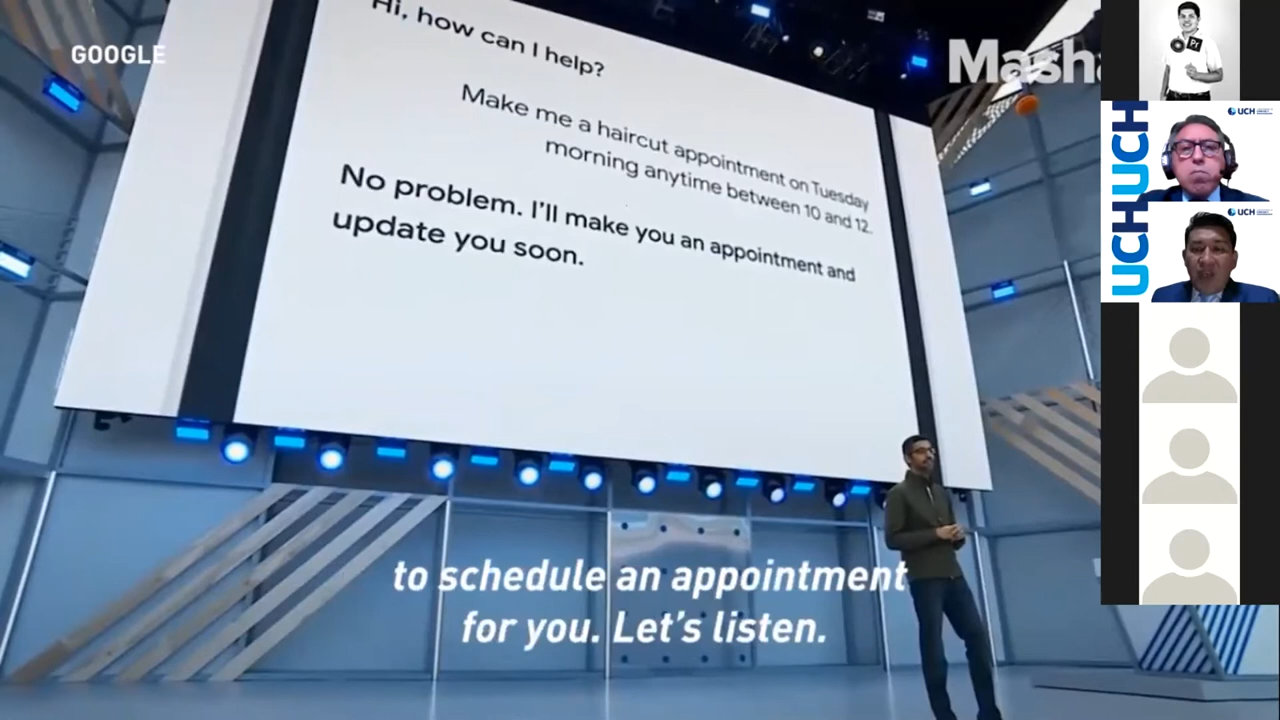 GOOGLE
Hi, how can I help?
Make me a haircut appointment on Tuesday
morning anytime between 10 and 12.
No problem. I'll make you an appointment and
update you soon.
to schedule an appointment
for you. Let's listen.
Masha
Pr
UCH
UCHUCH
UCH
UCH